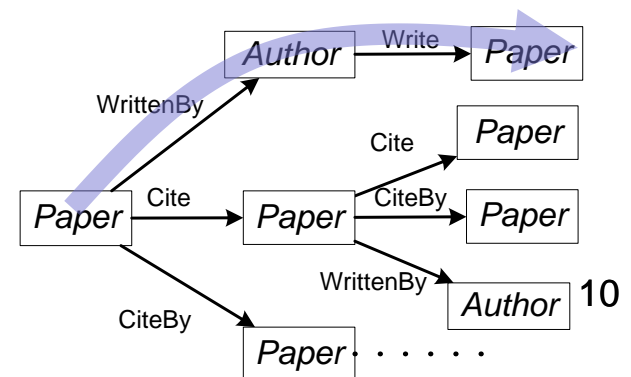 Write
Author
Paper
WrittenBy
Paper
Cite
Cite
CiteBy
Paper
Paper
Paper
WrittenBy
Author
10
CiteBy
Paper